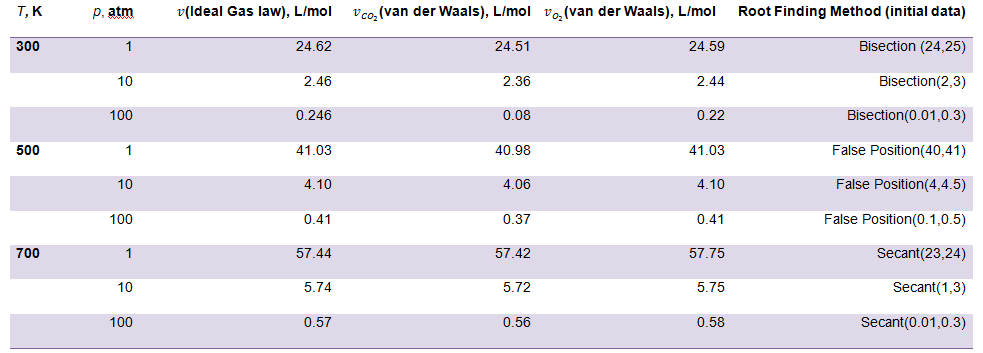 T, K p, atm v(Ideal Gas law), L/mol v_CO2 (van der Waals), L/mol v_O2 (van der Waals), L/mol Root Finding Method (initial data)
300 1 24.62 24.51 24.59 Bisection (24,25)
10 2.46 2.36 2.44 Bisection(2,3)
100 0.246 0.08 0.22 Bisection(0.01,0.3)
500 1 41.03 40.98 41.03 False Position(40,41)
10 4.10 4.06 4.10 False Position(4,4.5)
100 0.41 0.37 0.41 False Position(0.1,0.5)
700 1 57.44 57.42 57.75 Secant(23,24)
10 5.74 5.72 5.75 Secant(1,3)
100 0.57 0.56 0.58 Secant(0.01,0.3)